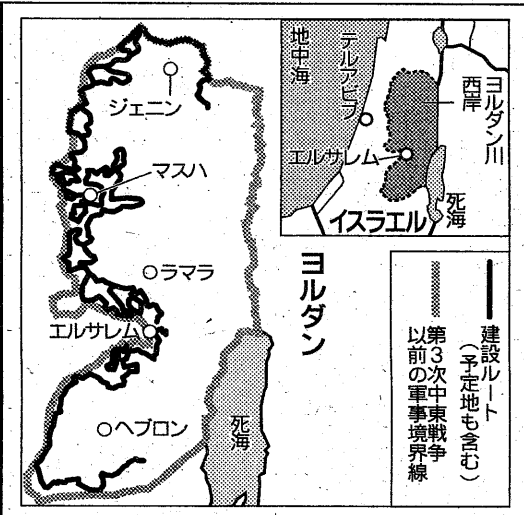 ジェニン
マスハ
ラマラ
エルサレム
ヘブロン
ヨルダン
死海
地中海
テルアビブ
エルサレム
イスラエル
西岸
ヨルダン川
死海
建設ルート
（予定地も含む）
第3次中東戦争
以前の軍事境界線